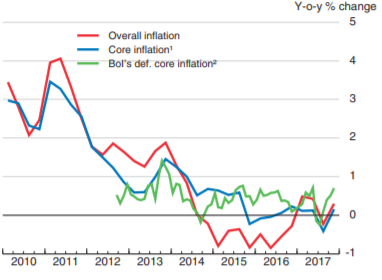 Y-o-y % change
Overall inflation
Core inflation¹
BoI's def. core inflation²
5
4
3
2
1
0
-1
2010 2011 2012 2013 2014 2015 2016 2017